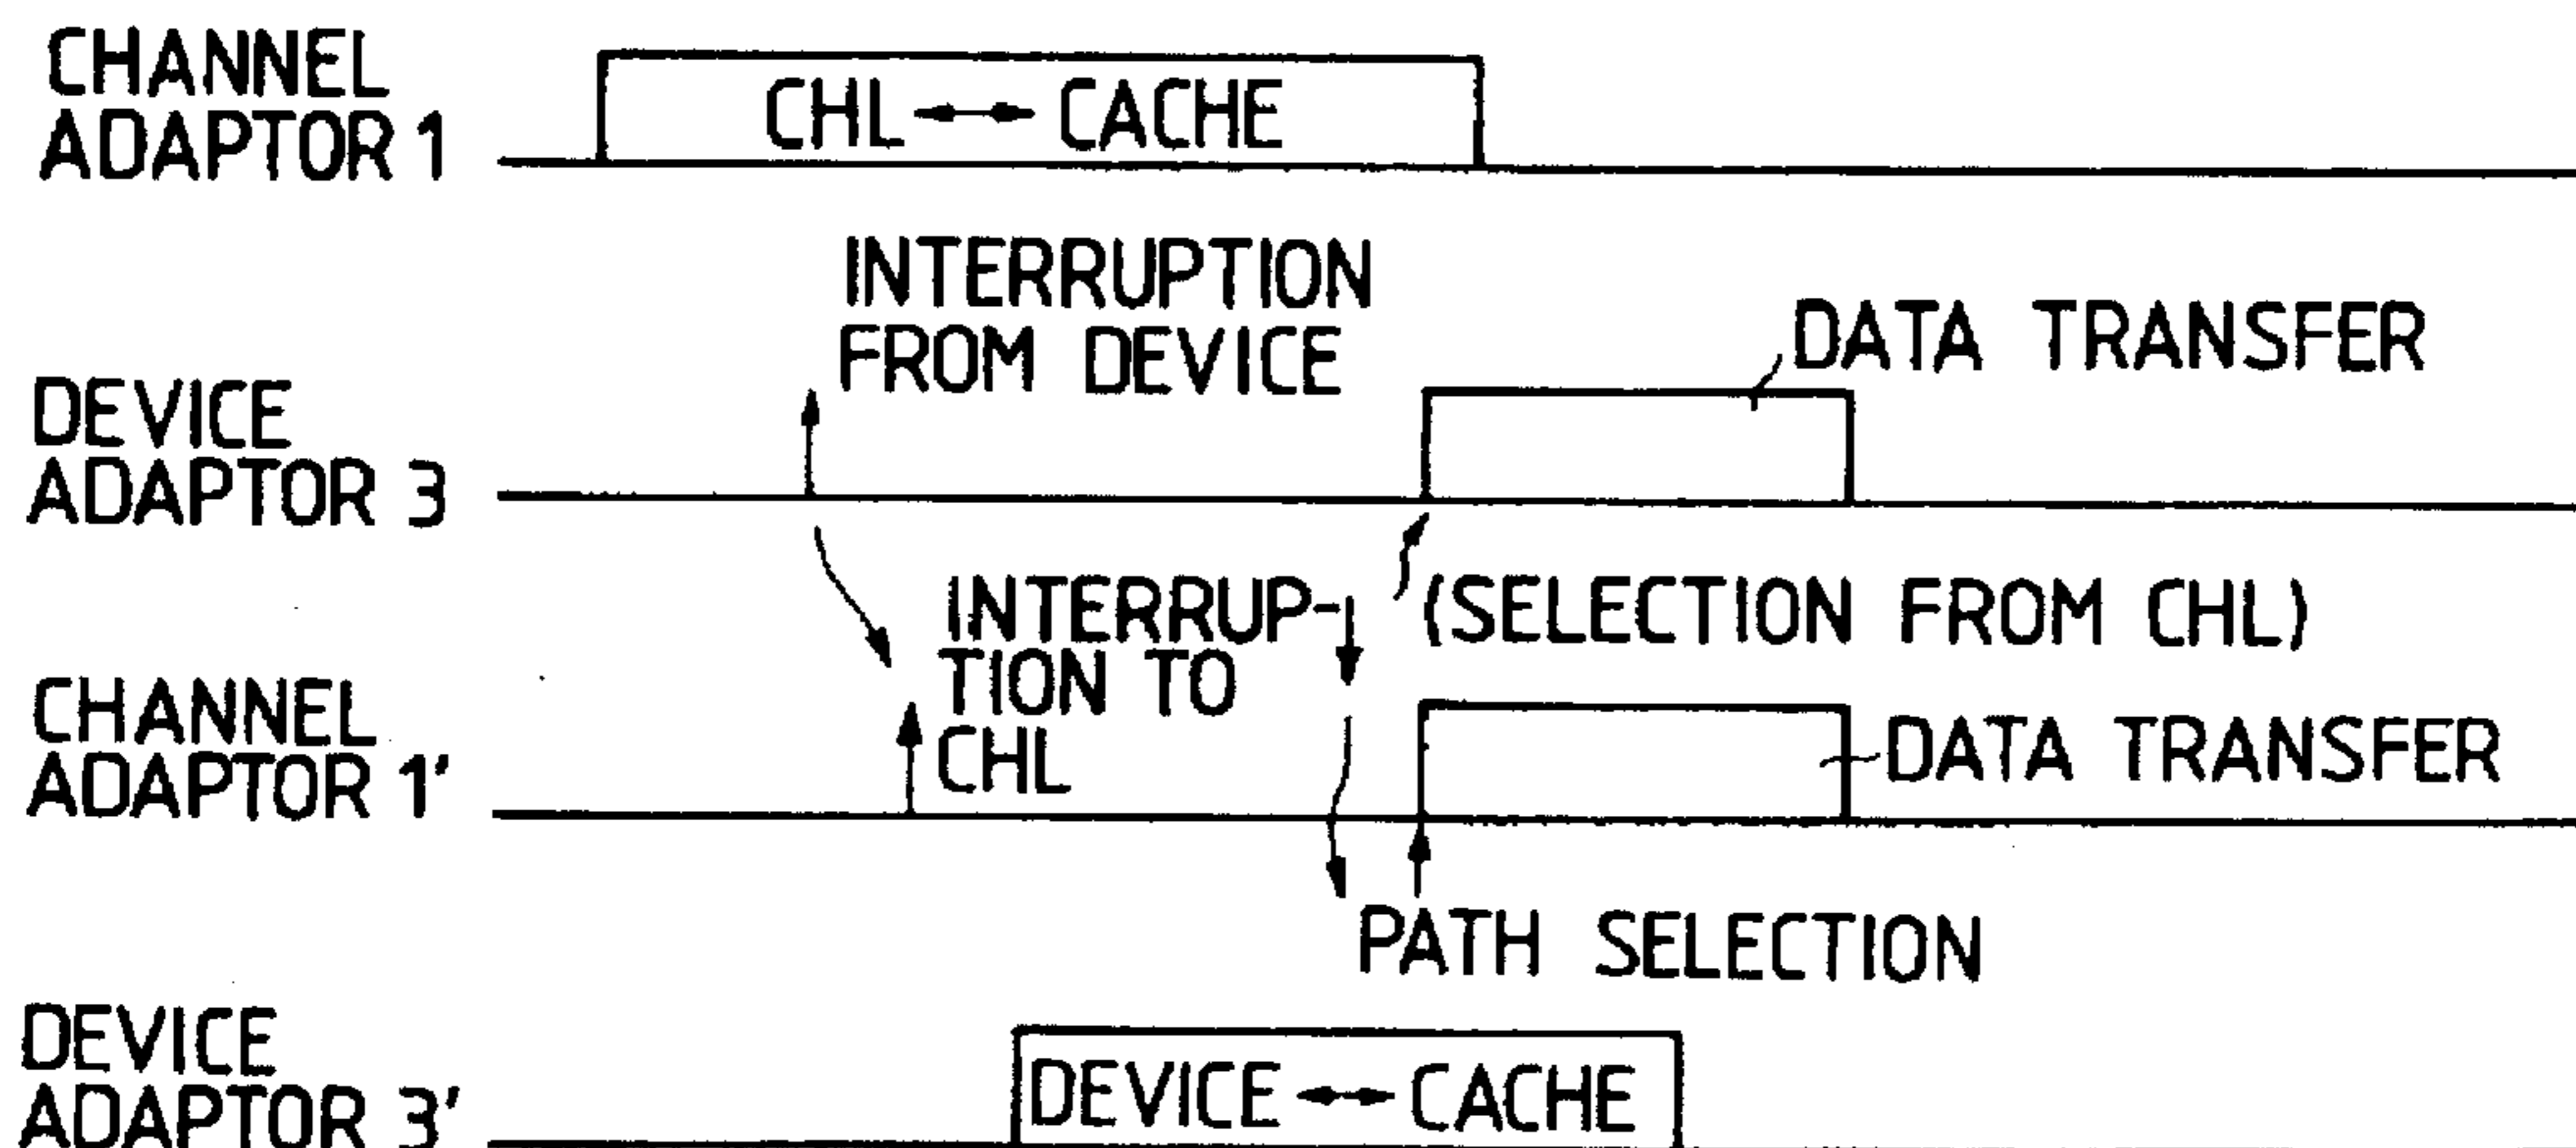 CHANNEL
ADAPTOR 1
CHL ↔ CACHE
INTERRUPTION
FROM DEVICE
DATA TRANSFER
DEVICE
ADAPTOR 3
INTERRUP-
TION TO
CHL
(SELECTION FROM CHL)
CHANNEL
ADAPTOR 1'
DATA TRANSFER
PATH SELECTION
DEVICE
ADAPTOR 3'
DEVICE ↔ CACHE